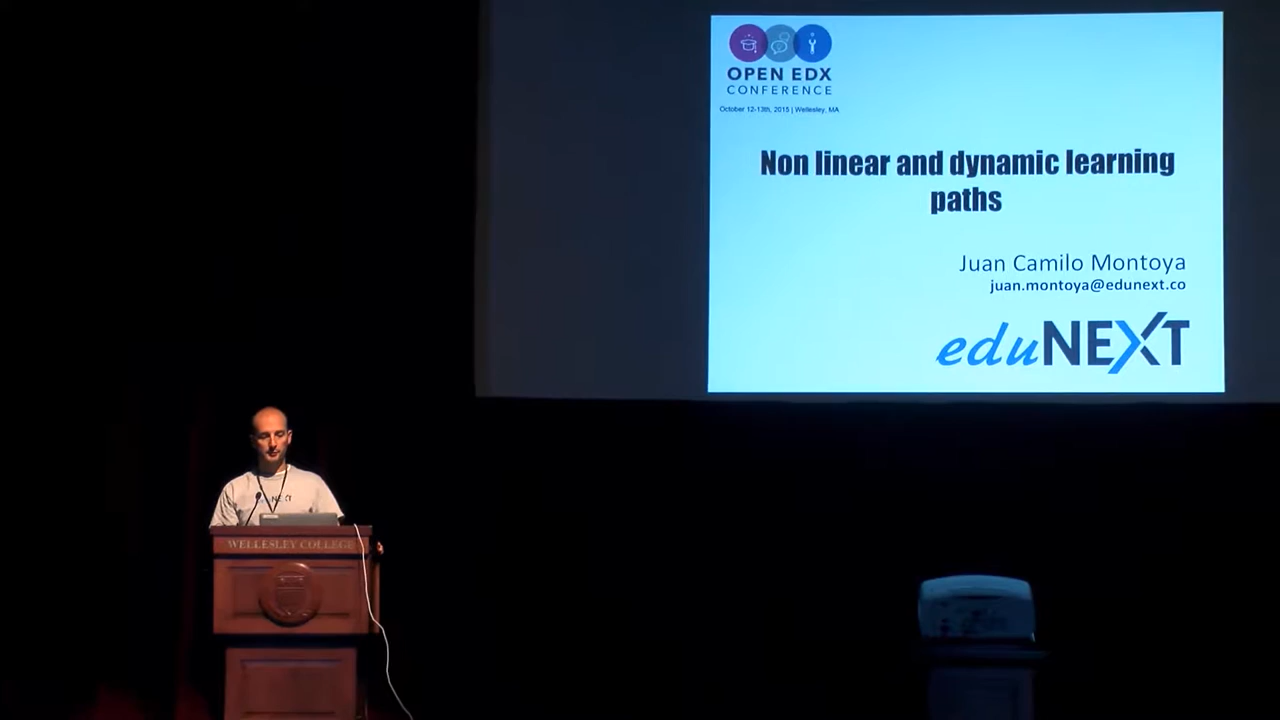 OPEN EDX
CONFERENCE
October 12-13th, 2015 | Wellesley, MA
Non linear and dynamic learning
paths
Juan Camilo Montoya
juan.montoya@edunext.co
eduNEXT
WELLESLEY COLLEGE